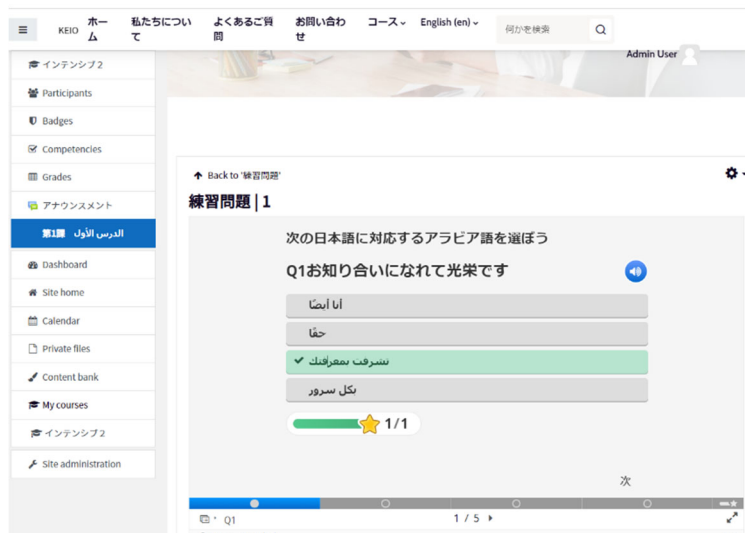 KEIO
ホーム
私たちについて
よくあるご質問
お問い合わせ
コース
English (en)
何かを検索
Admin User
インテンシブ 2
Participants
Badges
Competencies
Grades
アナウンスメント
第1課 الدرس الأول
Dashboard
Site home
Calendar
Private files
Content bank
My courses
インテンシブ 2
Site administration
Back to '練習問題'
練習問題 | 1
次の日本語に対応するアラビア語を選ぼう
Q1お知り合いになれて光栄です
أنا أيضًا
حقًا
تشرفت بمعرفتك
بكل سرور
1/1
次
Q1
1 / 5